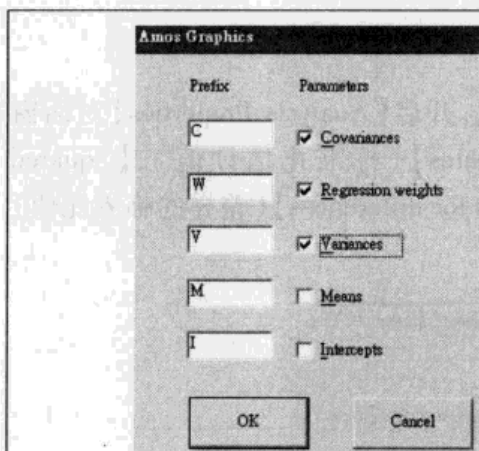 Amos Graphics
Prefix Parameters
C Covariances
W Regression weights
V Variances
M Means
I Intercepts
OK Cancel